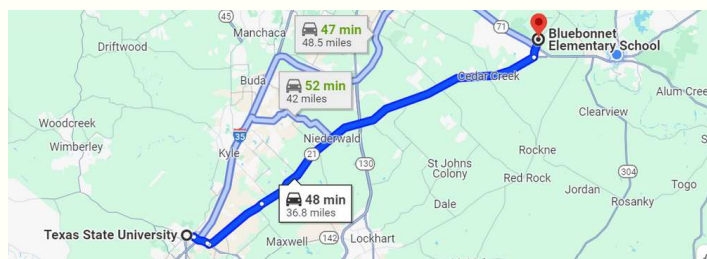 45
71
Driftwood
Manchaca
47 min
48.5 miles
Bluebonnet
Elementary School
Buda
52 min
42 miles
Cedar Creek
Alum Cree
Woodcreek
Wimberley
35
Kyle
Niederwald
21
130
Clearview
Rockne
304
St Johns
Colony
Red Rock
Jordan
Togo
Rosanky
S
48 min
36.8 miles
Dale
Texas State University
Maxwell
142
Lockhart